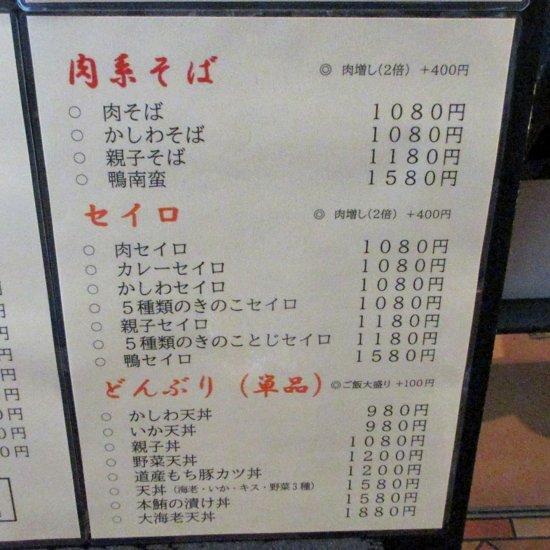 肉系そば ◎ 肉増し(2倍) +400円
○ 肉そば 1080円
○ かしわそば 1080円
○ 親子そば 1180円
○ 鴨南蛮 1580円
セイロ ◎ 肉増し(2倍) +400円
○ 肉セイロ 1080円
○ カレーセイロ 1080円
○ かしわセイロ 1080円
○ 5種類のきのこセイロ 1080円
○ 親子セイロ 1180円
○ 5種類のきのことじセイロ 1180円
○ 鴨セイロ 1580円
どんぶり(単品) ◎ご飯大盛り +100円
○ かしわ天丼 980円
○ いか天丼 980円
○ 親子丼 1080円
○ 野菜天丼 1200円
○ 道産もち豚カツ丼 1200円
○ 天丼(海老・いか・キス・野菜3種) 1580円
○ 本鮪の漬け丼 1580円
○ 大海老天丼 1880円